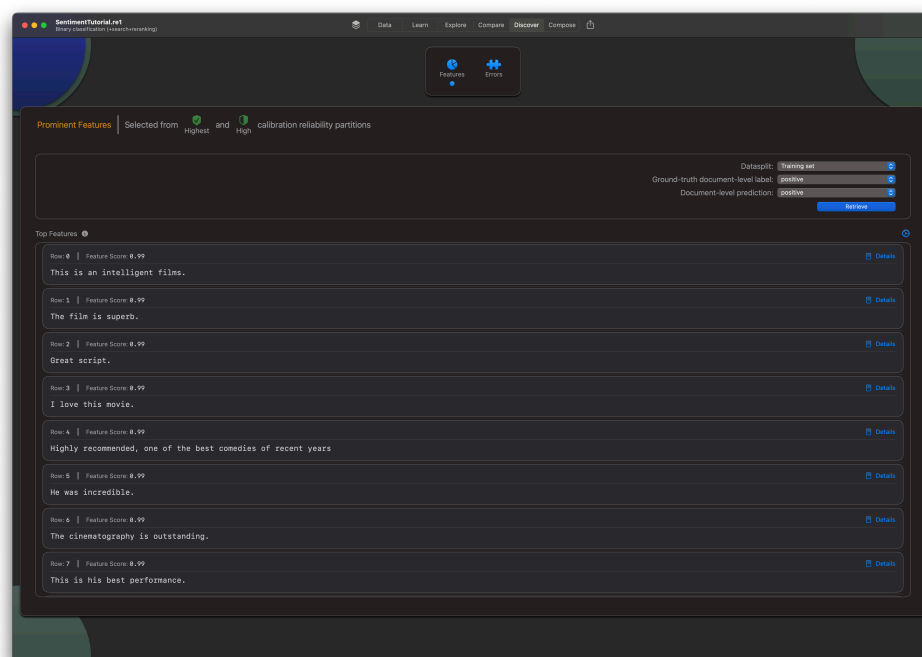 SentimentTutorial.re1
Binary classification (+search+reranking)
Data Learn Explore Compare Discover Compose
Features Errors
Prominent Features | Selected from Highest and High calibration reliability partitions
Datasplit: Training set
Ground-truth document-level label: positive
Document-level prediction: positive
Retrieve
Top Features
Row: 0 | Feature Score: 0.99 Details
This is an intelligent films.
Row: 1 | Feature Score: 0.99 Details
The film is superb.
Row: 2 | Feature Score: 0.99 Details
Great script.
Row: 3 | Feature Score: 0.99 Details
I love this movie.
Row: 4 | Feature Score: 0.99 Details
Highly recommended, one of the best comedies of recent years
Row: 5 | Feature Score: 0.99 Details
He was incredible.
Row: 6 | Feature Score: 0.99 Details
The cinematography is outstanding.
Row: 7 | Feature Score: 0.99 Details
This is his best performance.